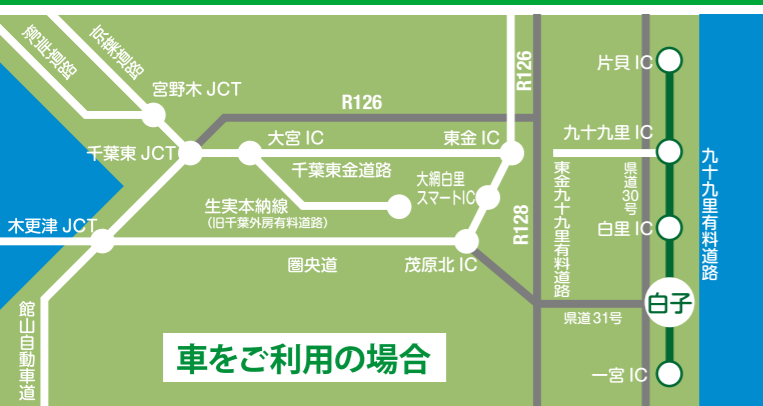 湾岸道路
京葉道路
宮野木 JCT
R126
R126
片貝 IC
千葉東 JCT
大宮 IC
東金 IC
九十九里 IC
千葉東金道路
大網白里
スマートIC
生実本納線
(旧千葉外房有料道路)
東金九十九里有料道路
県道30号
九十九里有料道路
R128
白里 IC
木更津 JCT
圏央道
茂原北 IC
白子
県道31号
館山自動車道
車をご利用の場合
一宮 IC